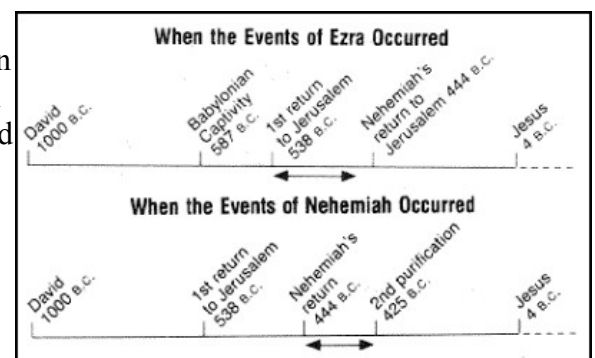 When the Events of Ezra Occurred
David
1000 B.C.
Babylonian
Captivity
587 B.C.
1st return
to Jerusalem
538 B.C.
Nehemiah's
return to
Jerusalem 444 B.C.
Jesus
4 B.C.
When the Events of Nehemiah Occurred
David
1000 B.C.
1st return
to Jerusalem
538 B.C.
Nehemiah's
return
444 B.C.
2nd purification
425 B.C.
Jesus
4 B.C.